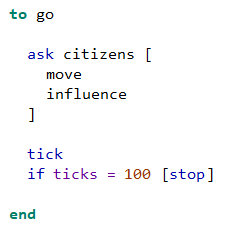 to go
ask citizens [
move
influence
]
tick
if ticks = 100 [stop]
end